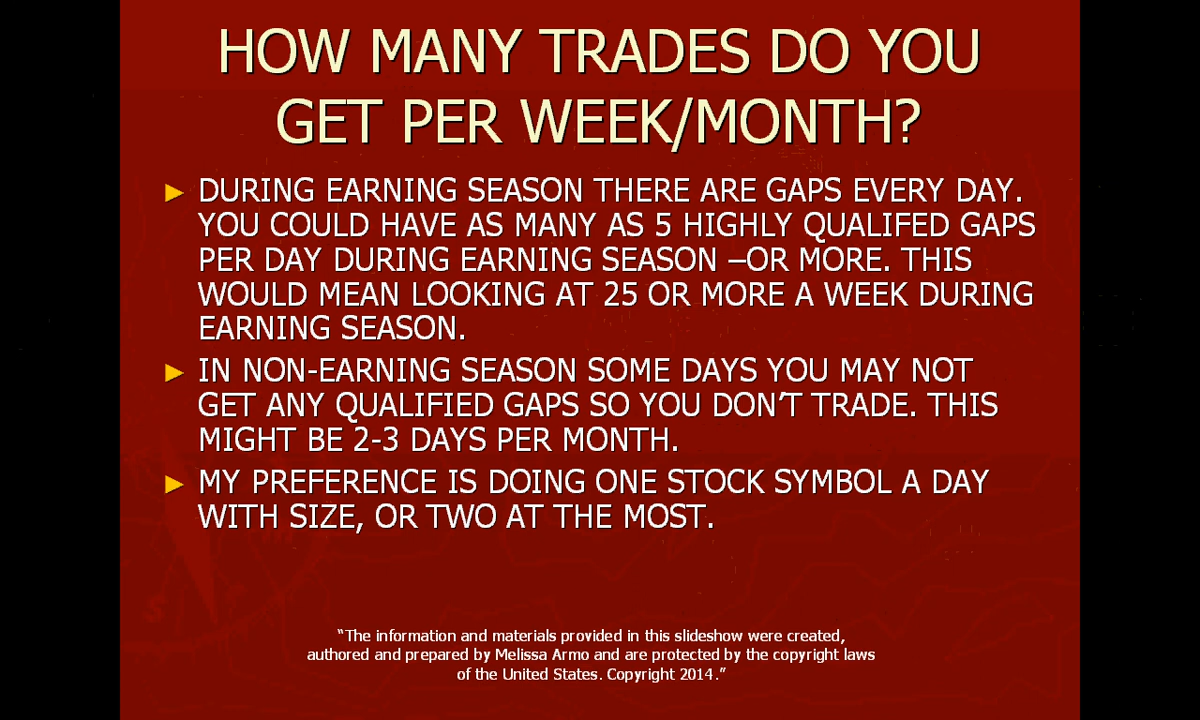 HOW MANY TRADES DO YOU
GET PER WEEK/MONTH?
► DURING EARNING SEASON THERE ARE GAPS EVERY DAY.
YOU COULD HAVE AS MANY AS 5 HIGHLY QUALIFED GAPS
PER DAY DURING EARNING SEASON –OR MORE. THIS
WOULD MEAN LOOKING AT 25 OR MORE A WEEK DURING
EARNING SEASON.
► IN NON-EARNING SEASON SOME DAYS YOU MAY NOT
GET ANY QUALIFIED GAPS SO YOU DON'T TRADE. THIS
MIGHT BE 2-3 DAYS PER MONTH.
► MY PREFERENCE IS DOING ONE STOCK SYMBOL A DAY
WITH SIZE, OR TWO AT THE MOST.
"The information and materials provided in this slideshow were created,
authored and prepared by Melissa Armo and are protected by the copyright laws
of the United States. Copyright 2014."